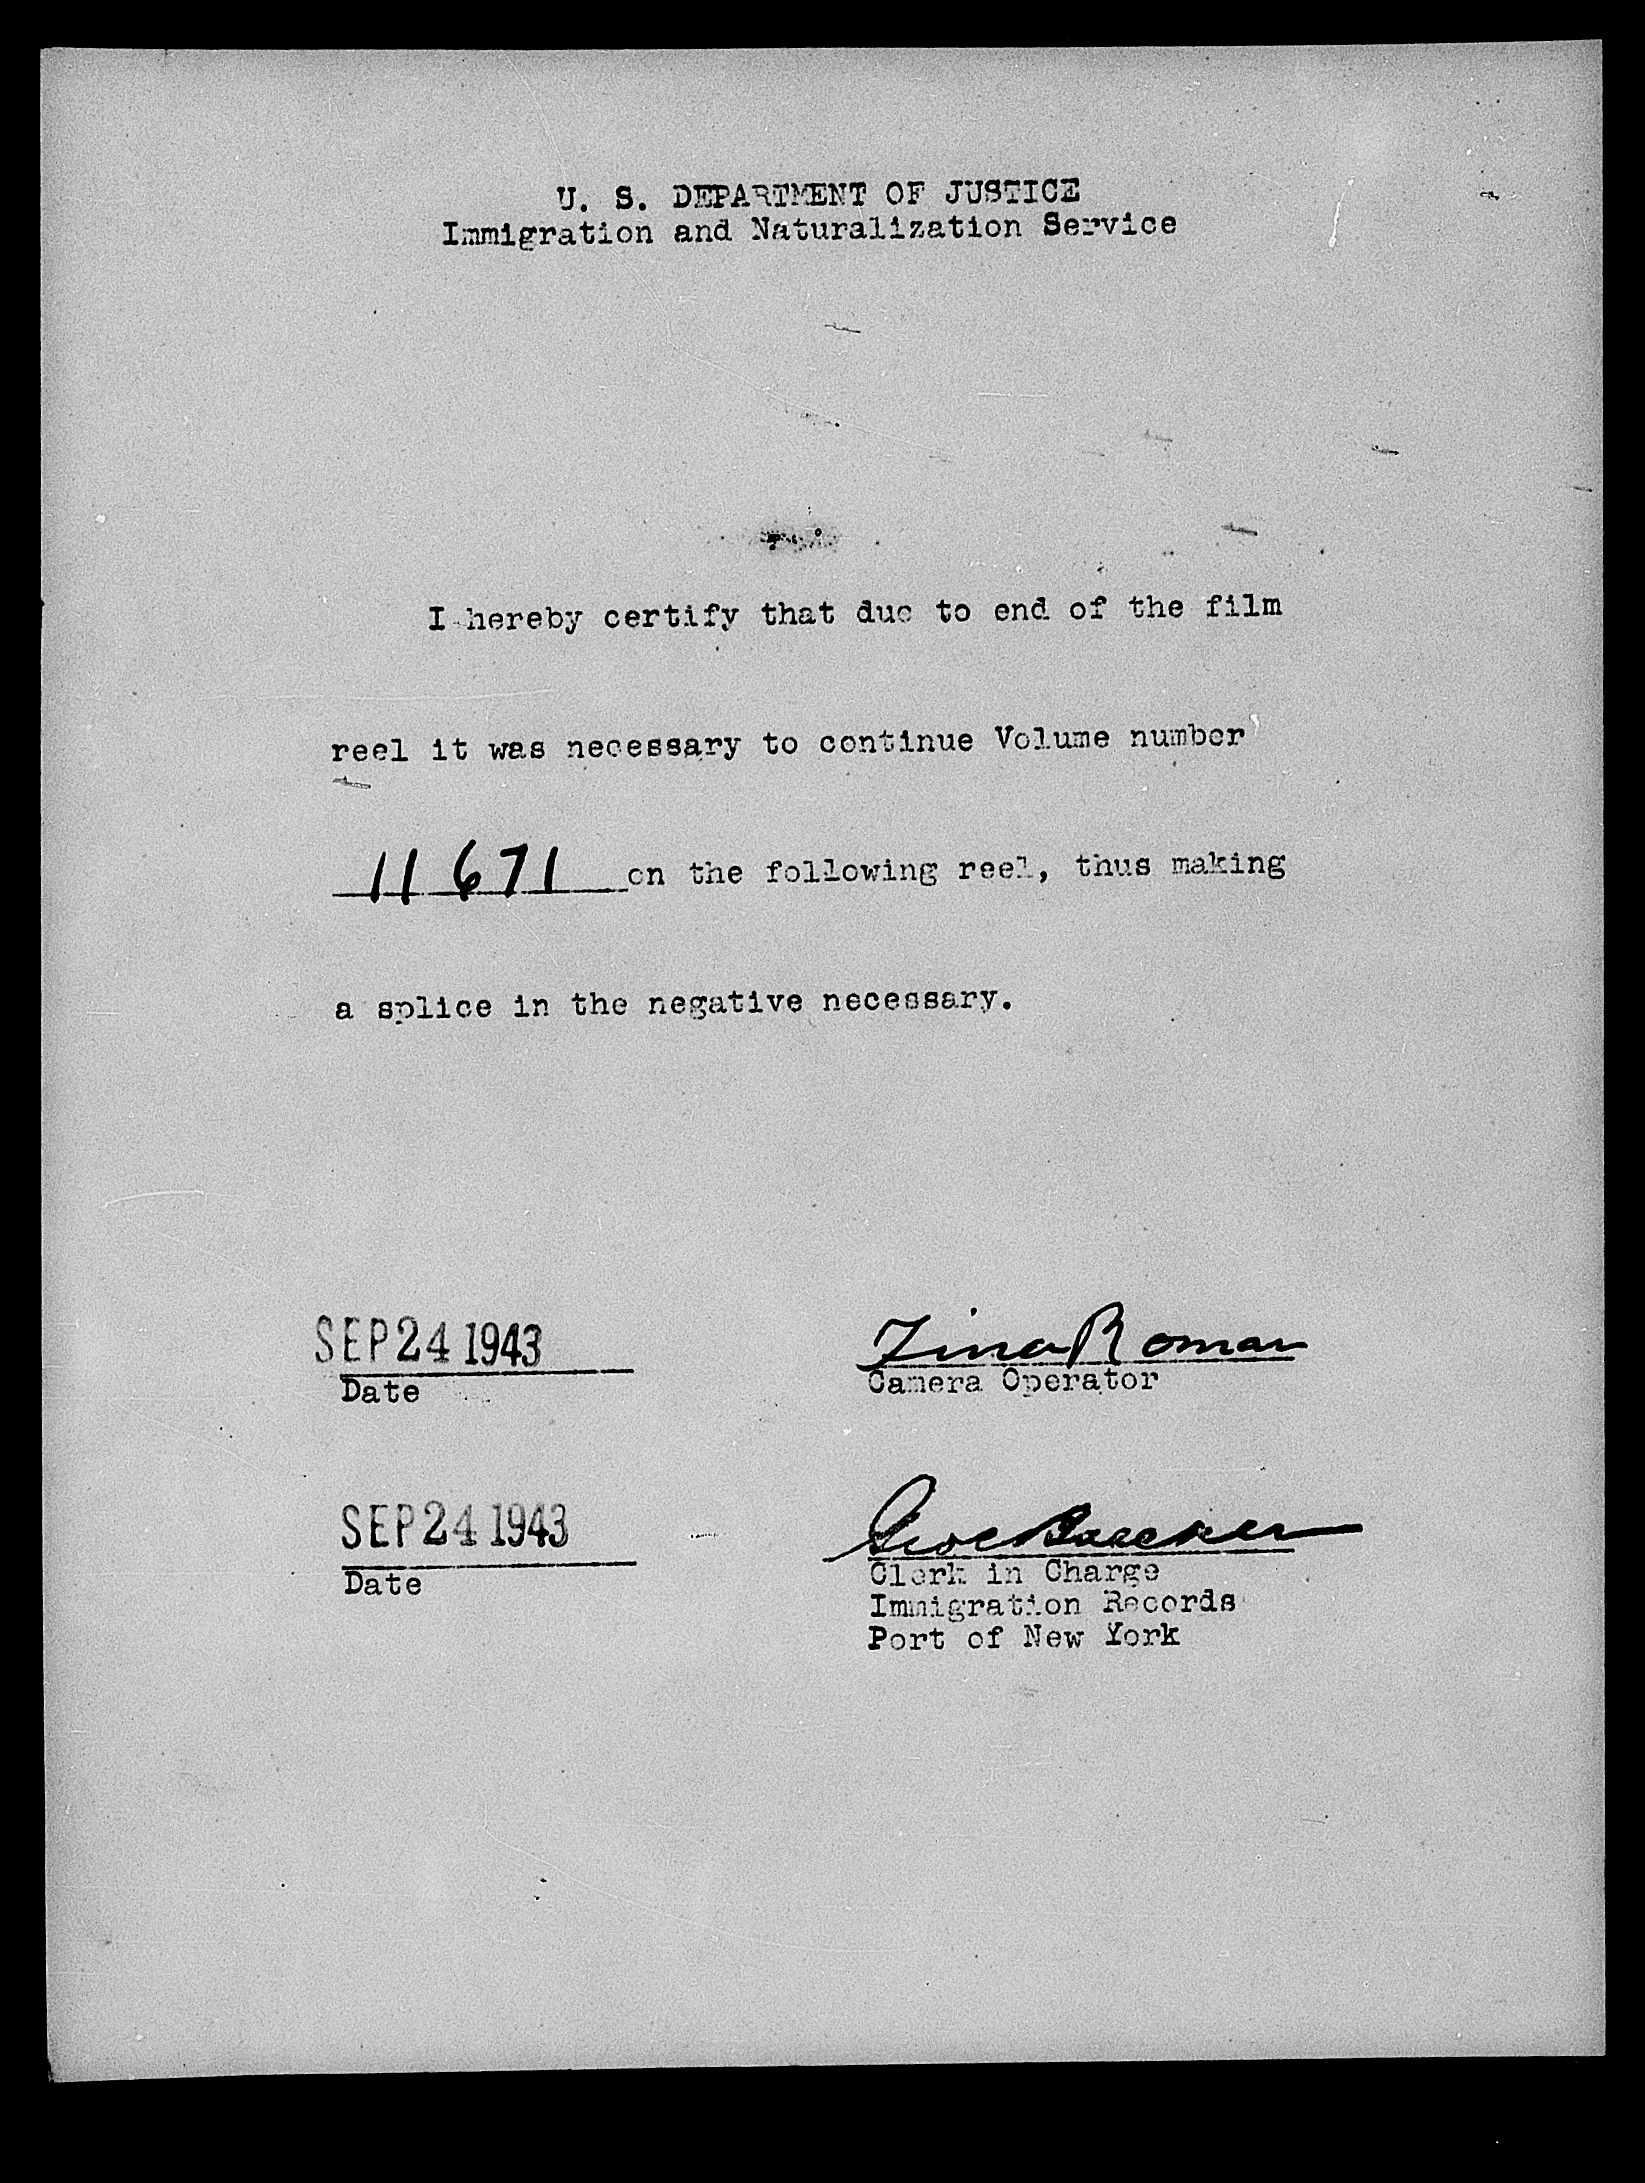 U. S. DEPARTMENT OF JUSTICE
Immigration and Naturalization Service
I hereby certify that due to end of the film
reel it was necessary to continue Volume number
11671 on the following reel, thus making
a splice in the negative necessary.
SEP 24 1943
Tina Roman
Date
Camera Operator
SEP 24 1943
Date
Clerk in Charge
Immigration Records
Port of New York